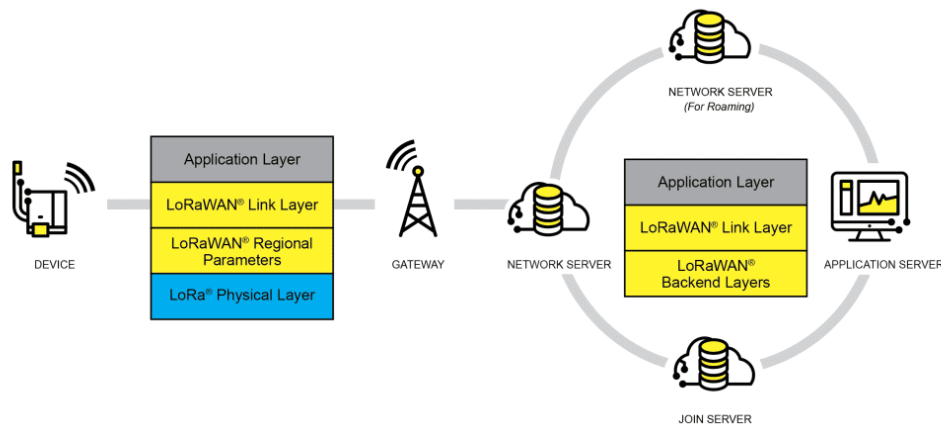 NETWORK SERVER
(For Roaming)
Application Layer
LoRaWAN® Link Layer
LoRaWAN® Regional
Parameters
LoRa® Physical Layer
Application Layer
LoRaWAN® Link Layer
LoRaWAN®
Backend Layers
DEVICE
GATEWAY
NETWORK SERVER
APPLICATION SERVER
JOIN SERVER